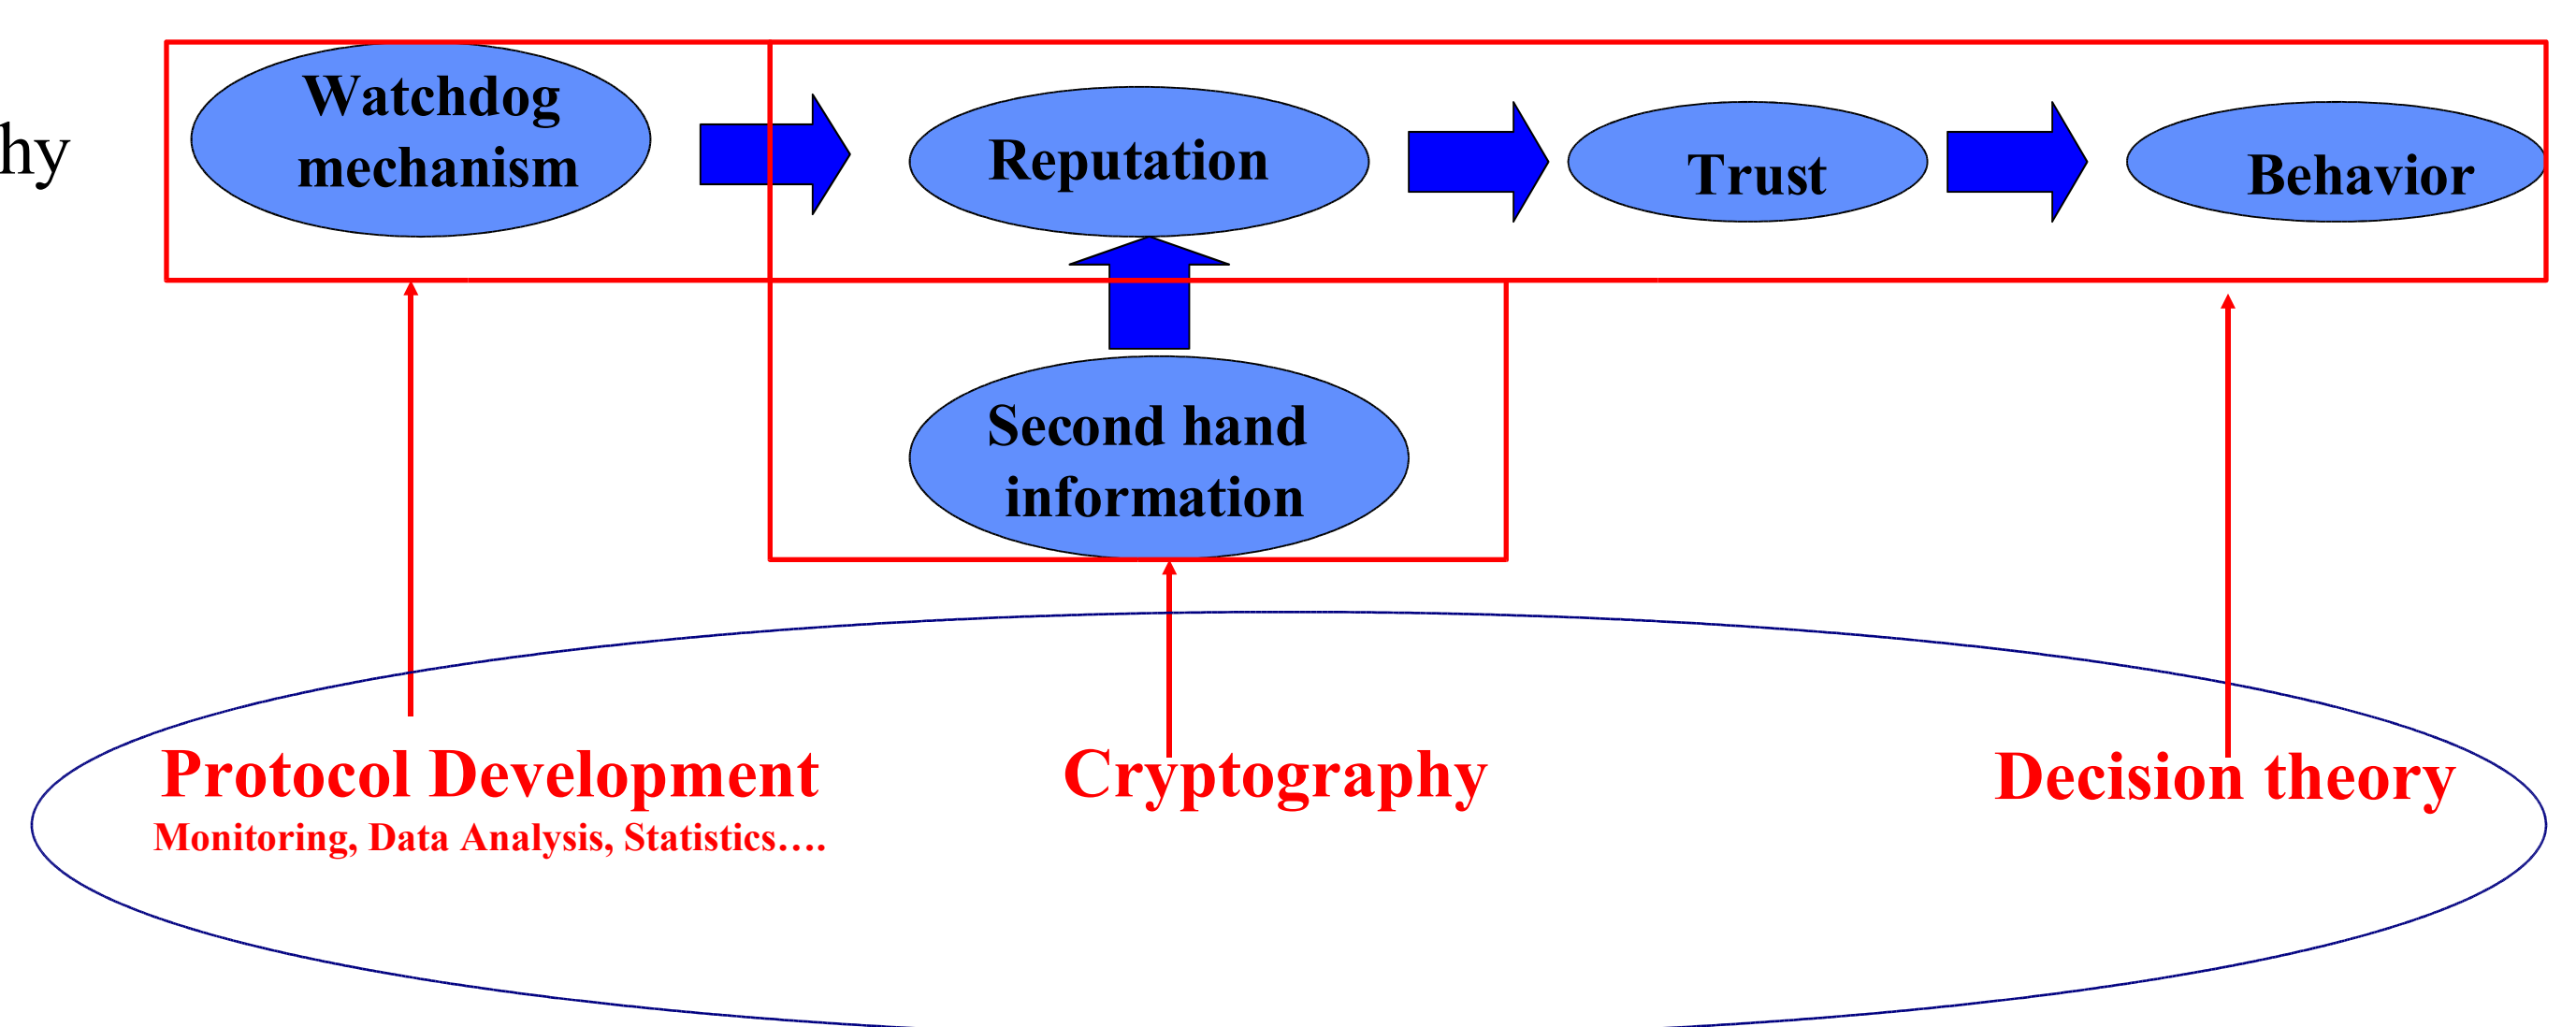 Watchdog
mechanism
hy
Reputation
Trust
Behavior
Second hand
information
Protocol Development
Monitoring, Data Analysis, Statistics….
Cryptography
Decision theory